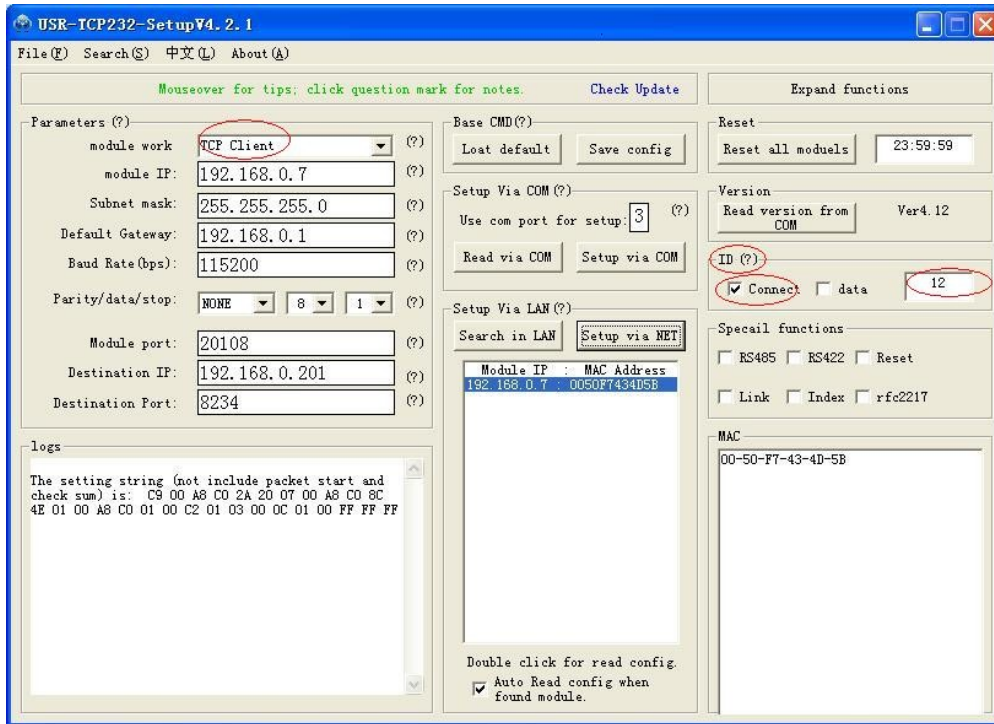 USR-TCP232-SetupV4.2.1
File(F) Search(S) 中文(L) About(A)
Mouseover for tips; click question mark for notes. Check Update
Expand functions
Parameters (?)
module work TCP Client (?)
module IP: 192.168.0.7 (?)
Subnet mask: 255.255.255.0 (?)
Default Gateway: 192.168.0.1 (?)
Baud Rate(bps): 115200 (?)
Parity/data/stop: NONE 8 1 (?)
Module port: 20108 (?)
Destination IP: 192.168.0.201 (?)
Destination Port: 8234 (?)
logs
The setting string (not include packet start and
check sum) is: C9 00 A8 C0 2A 20 07 00 A8 C0 8C
4E 01 00 A8 C0 01 00 C2 01 03 00 0C 01 00 FF FF FF
Base CMD(?)
Loat default Save config
Setup Via COM (?)
Use com port for setup: 3 (?)
Read via COM Setup via COM
Setup Via LAN(?)
Search in LAN Setup via NET
Module IP : MAC Address
192.168.0.7 : 0050F7434D5B
Double click for read config.
Auto Read config when
found module.
Reset
Reset all moduels 23:59:59
Version
Read version from
COM
Ver4.12
ID (?)
Connect data 12
Specail functions
RS485 RS422 Reset
Link Index rfc2217
MAC
00-50-F7-43-4D-5B